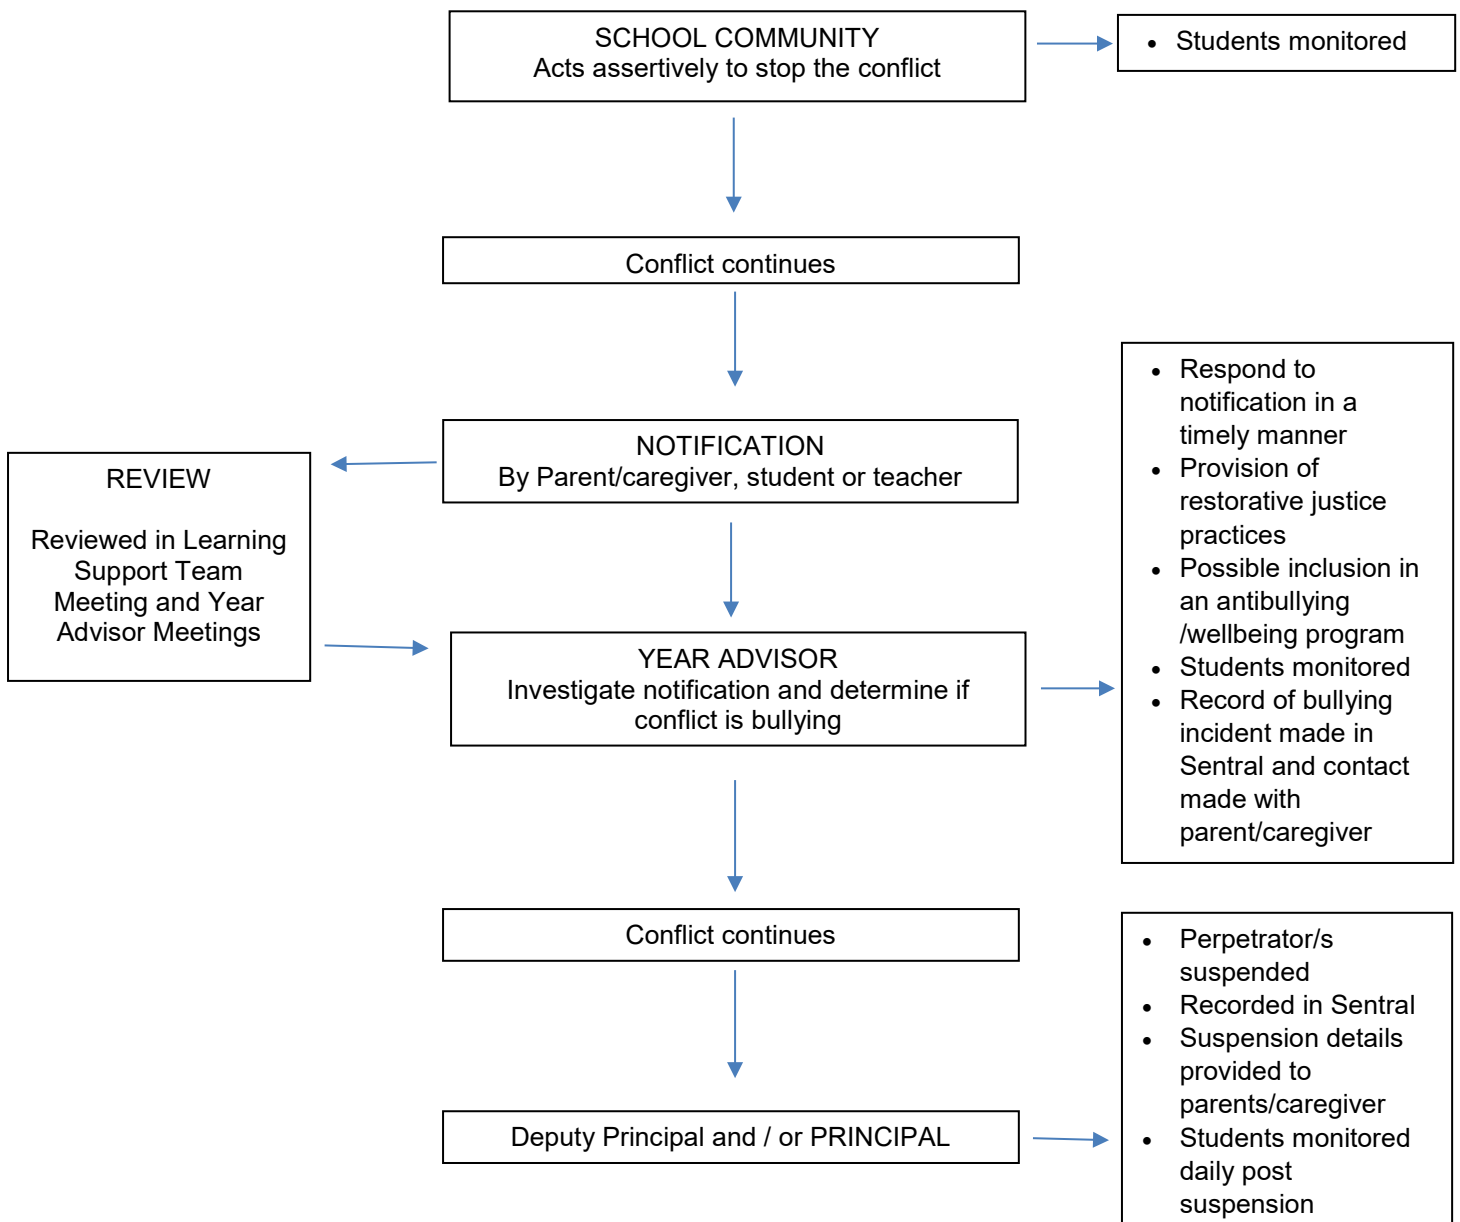 SCHOOL COMMUNITY
Acts assertively to stop the conflict
• Students monitored
Conflict continues
NOTIFICATION
By Parent/caregiver, student or teacher
REVIEW
Reviewed in Learning
Support Team
Meeting and Year
Advisor Meetings
YEAR ADVISOR
Investigate notification and determine if
conflict is bullying
• Respond to
notification in a
timely manner
• Provision of
restorative justice
practices
• Possible inclusion in
an antibullying
/wellbeing program
• Students monitored
• Record of bullying
incident made in
Sentral and contact
made with
parent/caregiver
Conflict continues
Deputy Principal and / or PRINCIPAL
• Perpetrator/s
suspended
• Recorded in Sentral
• Suspension details
provided to
parents/caregiver
• Students monitored
daily post
suspension